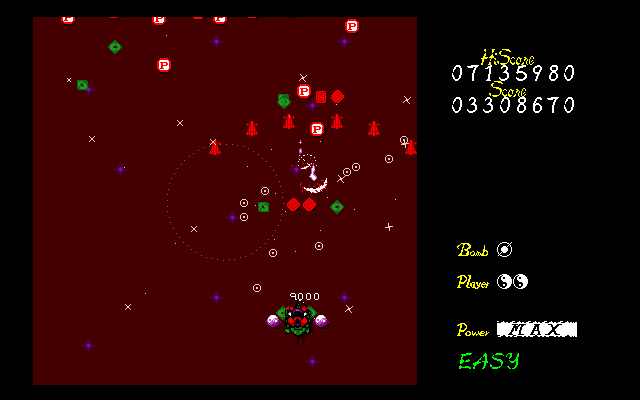 P P P
P
HiScore
07135980
Score
03308670
P
P
Bomb
Player
9000
Power MAX
EASY